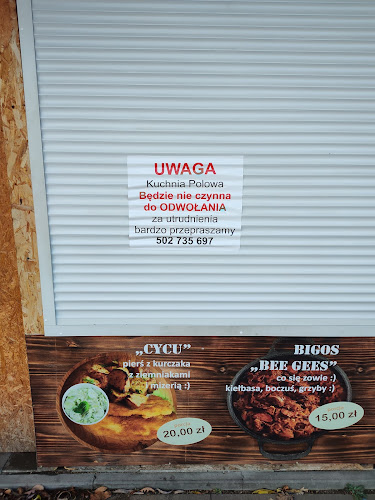 UWAGA
Kuchnia Polowa
Będzie nie czynna
do ODWOŁANIA
za utrudnienia
bardzo przepraszamy
502 735 697
„CYCU”
pierś z kurczaka
z ziemniakami
i mizerią :)
20,00 zł
BIGOS
„BEE GEES”
co się zowie :)
kiełbasa, boczuś, grzyby :)
15,00 zł